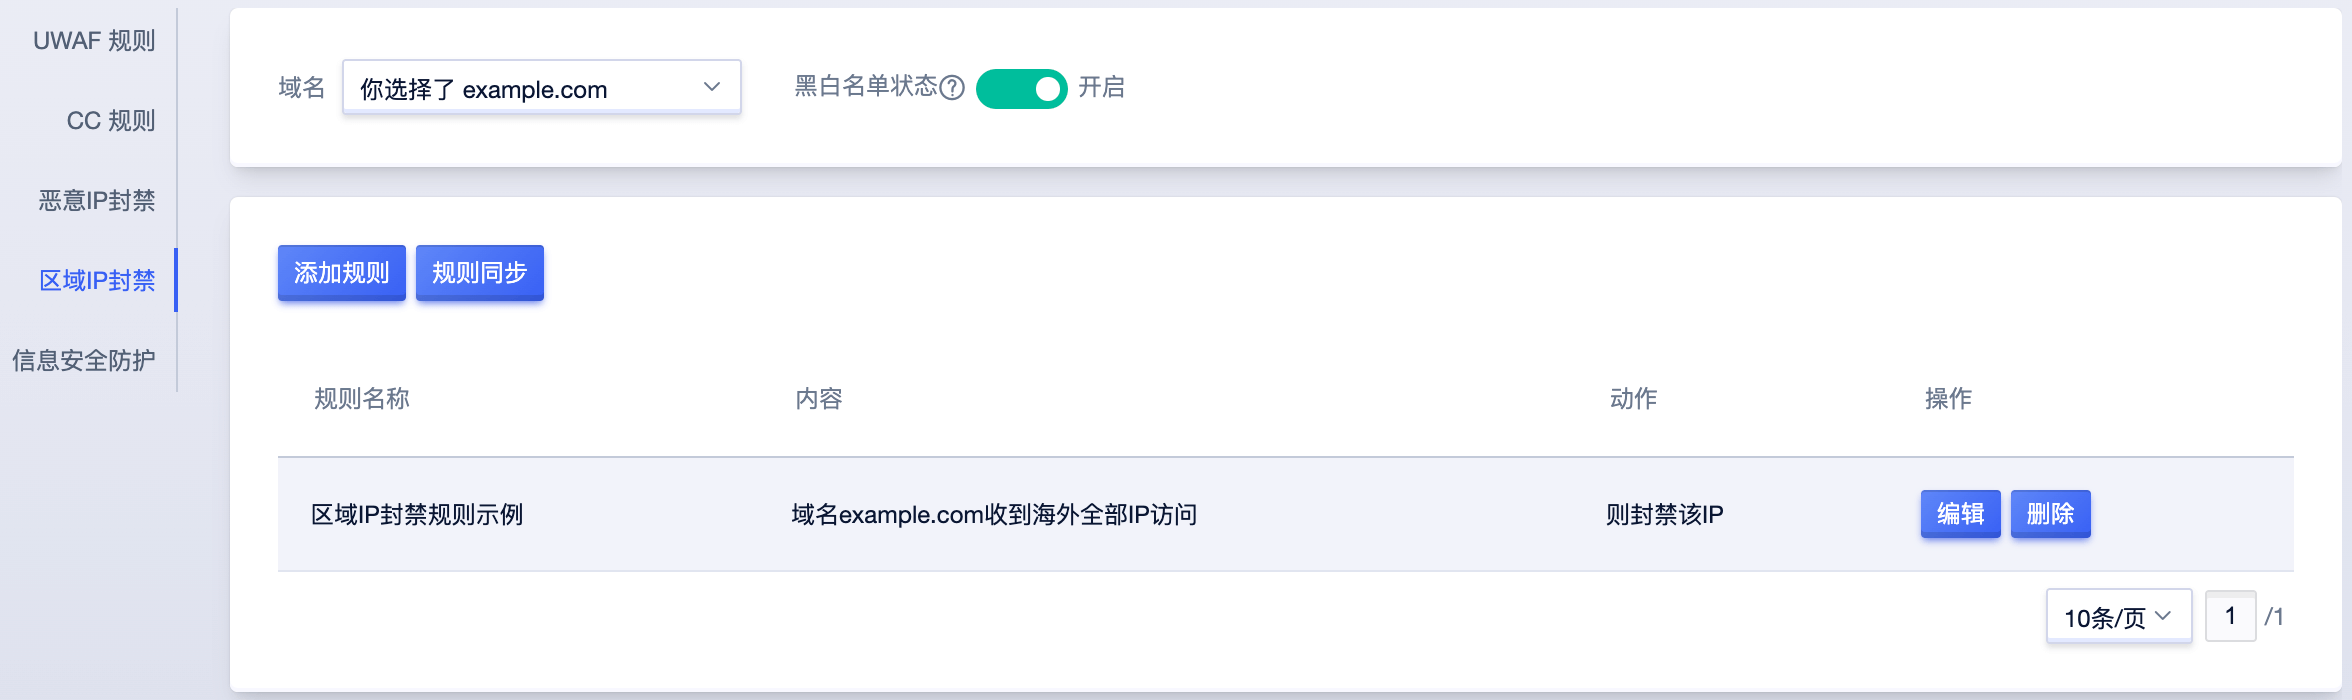 UWAF 规则
CC 规则
恶意IP封禁
区域IP封禁
信息安全防护
域名 你选择了 example.com 黑白名单状态? 开启
添加规则 规则同步
规则名称 内容 动作 操作
区域IP封禁规则示例 域名example.com收到海外全部IP访问 则封禁该IP 编辑 删除
10条/页 1 /1